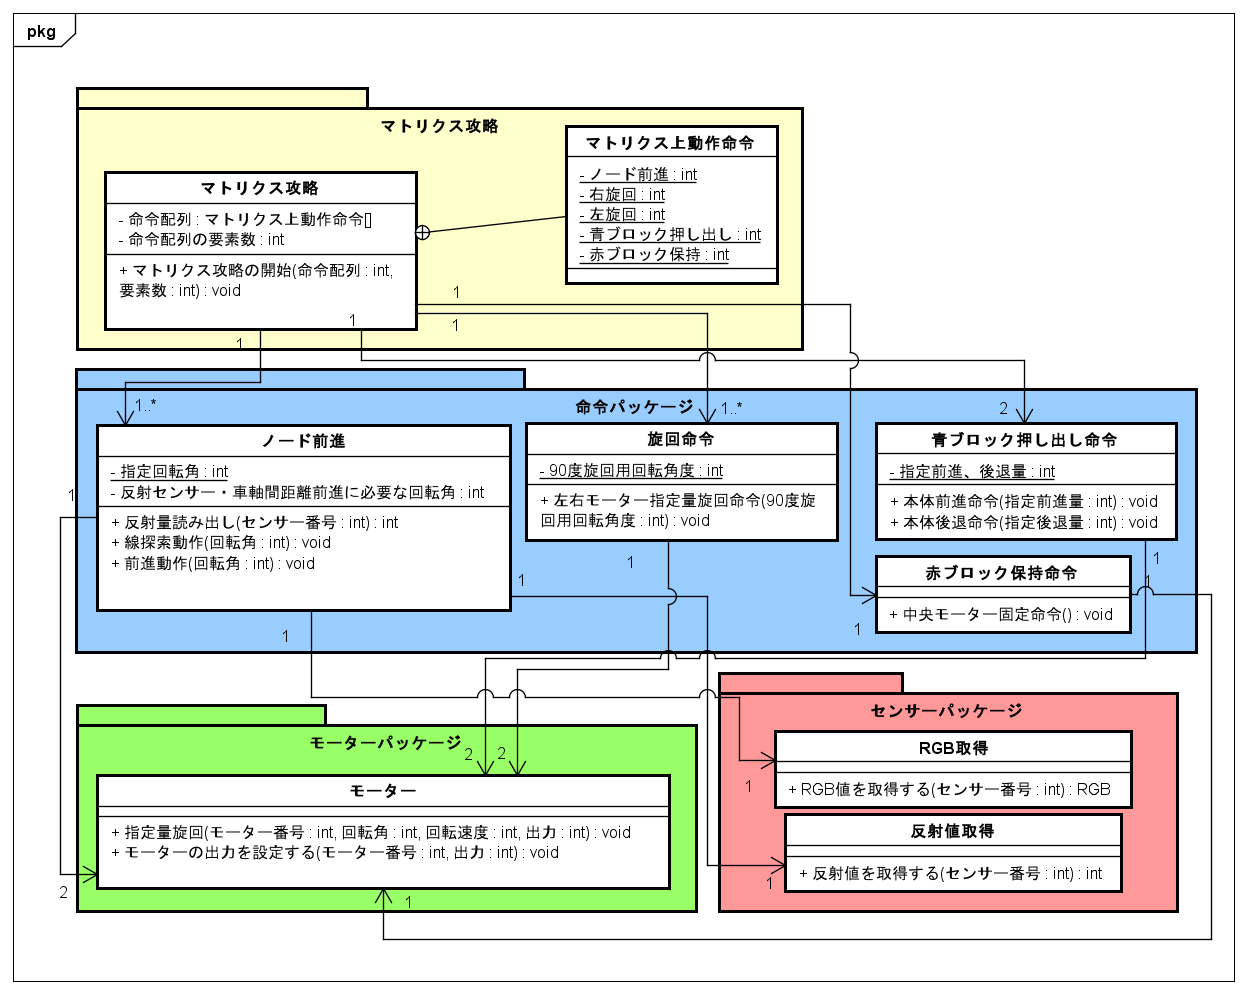 pkg
マトリクス攻略
マトリクス上動作命令
- ノード前進 : int
- 右旋回 : int
- 左旋回 : int
- 青ブロック押し出し : int
- 赤ブロック保持 : int
マトリクス攻略
- 命令配列 : マトリクス上動作命令[]
- 命令配列の要素数 : int
+ マトリクス攻略の開始(命令配列 : int,
要素数 : int) : void
1
1
1
1
1..*
1..*
2
命令パッケージ
ノード前進
- 指定回転角 : int
- 反射センサー・車軸間距離前進に必要な回転角 : int
+ 反射量読み出し(センサー番号 : int) : int
+ 線探索動作(回転角 : int) : void
+ 前進動作(回転角 : int) : void
旋回命令
- 90度旋回用回転角度 : int
+ 左右モーター指定量旋回命令(90度旋
回用回転角度 : int) : void
青ブロック押し出し命令
- 指定前進、後退量 : int
+ 本体前進命令(指定前進量 : int) : void
+ 本体後退命令(指定後退量 : int) : void
赤ブロック保持命令
+ 中央モーター固定命令() : void
1
1
1
1
1
1
1
モーターパッケージ
2
2
モーター
+ 指定量旋回(モーター番号 : int, 回転角 : int, 回転速度 : int, 出力 : int) : void
+ モーターの出力を設定する(モーター番号 : int, 出力 : int) : void
2
1
センサーパッケージ
RGB取得
+ RGB値を取得する(センサー番号 : int) : RGB
1
反射値取得
+ 反射値を取得する(センサー番号 : int) : int
1